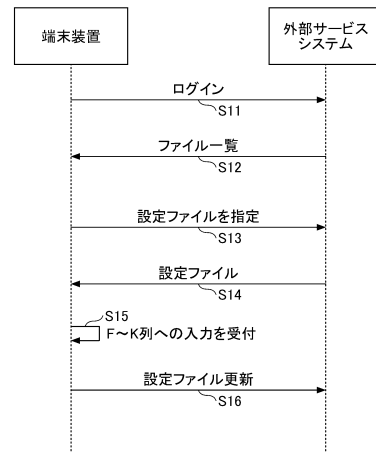 端末装置
外部サービス
システム
ログイン
S11
ファイル一覧
S12
設定ファイルを指定
S13
設定ファイル
S14
S15
F～K列への入力を受付
設定ファイル更新
S16